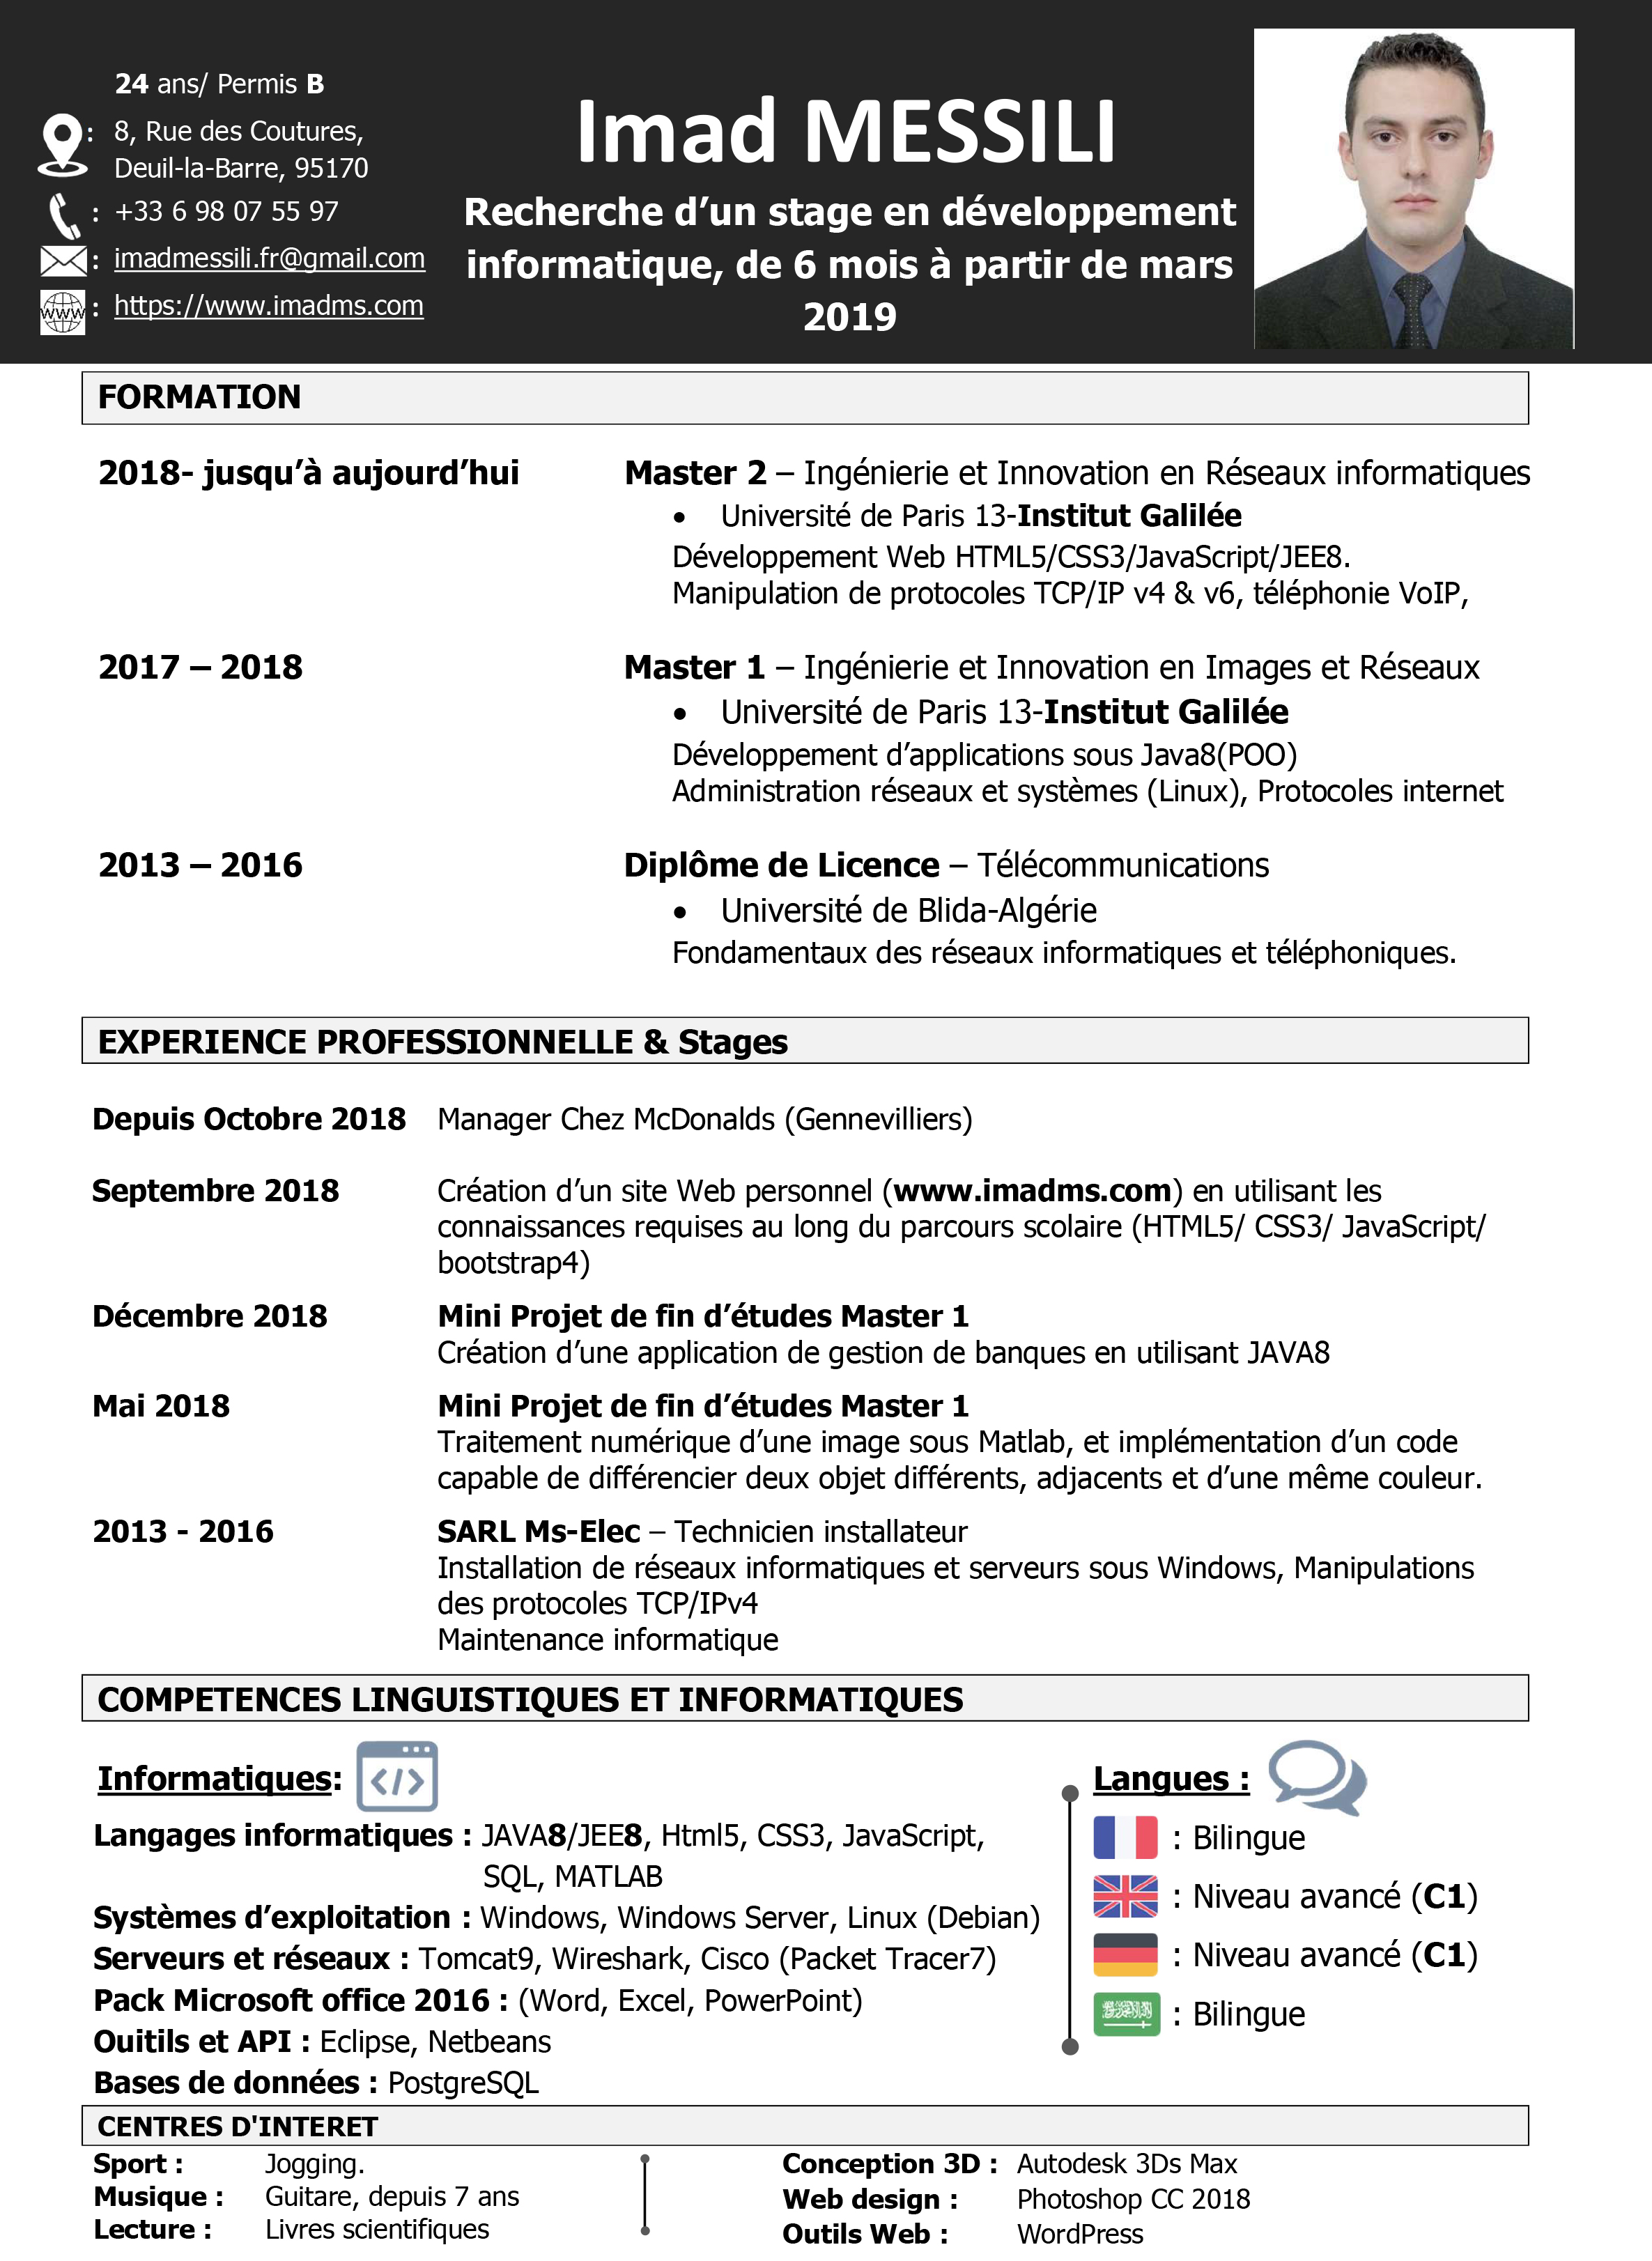 24 ans/ Permis B
: 8, Rue des Coutures,
Deuil-la-Barre, 95170
: +33 6 98 07 55 97
: imadmessili.fr@gmail.com
WWW : https://www.imadms.com
Imad MESSILI
Recherche d’un stage en développement
informatique, de 6 mois à partir de mars
2019
FORMATION
2018- jusqu’à aujourd’hui Master 2 – Ingénierie et Innovation en Réseaux informatiques
• Université de Paris 13-Institut Galilée
Développement Web HTML5/CSS3/JavaScript/JEE8.
Manipulation de protocoles TCP/IP v4 & v6, téléphonie VoIP,
2017 – 2018 Master 1 – Ingénierie et Innovation en Images et Réseaux
• Université de Paris 13-Institut Galilée
Développement d’applications sous Java8(POO)
Administration réseaux et systèmes (Linux), Protocoles internet
2013 – 2016 Diplôme de Licence – Télécommunications
• Université de Blida-Algérie
Fondamentaux des réseaux informatiques et téléphoniques.
EXPERIENCE PROFESSIONNELLE & Stages
Depuis Octobre 2018 Manager Chez McDonalds (Gennevilliers)
Septembre 2018 Création d’un site Web personnel (www.imadms.com) en utilisant les
connaissances requises au long du parcours scolaire (HTML5/ CSS3/ JavaScript/
bootstrap4)
Décembre 2018 Mini Projet de fin d’études Master 1
Création d’une application de gestion de banques en utilisant JAVA8
Mai 2018 Mini Projet de fin d’études Master 1
Traitement numérique d’une image sous Matlab, et implémentation d’un code
capable de différencier deux objet différents, adjacents et d’une même couleur.
2013 - 2016 SARL Ms-Elec – Technicien installateur
Installation de réseaux informatiques et serveurs sous Windows, Manipulations
des protocoles TCP/IPv4
Maintenance informatique
COMPETENCES LINGUISTIQUES ET INFORMATIQUES
Informatiques: </>
Langages informatiques : JAVA8/JEE8, Html5, CSS3, JavaScript,
SQL, MATLAB
Systèmes d’exploitation : Windows, Windows Server, Linux (Debian)
Serveurs et réseaux : Tomcat9, Wireshark, Cisco (Packet Tracer7)
Pack Microsoft office 2016 : (Word, Excel, PowerPoint)
Ouitils et API : Eclipse, Netbeans
Bases de données : PostgreSQL
Langues :
: Bilingue
: Niveau avancé (C1)
: Niveau avancé (C1)
: Bilingue
CENTRES D'INTERET
Sport : Jogging.
Musique : Guitare, depuis 7 ans
Lecture : Livres scientifiques
Conception 3D : Autodesk 3Ds Max
Web design : Photoshop CC 2018
Outils Web : WordPress